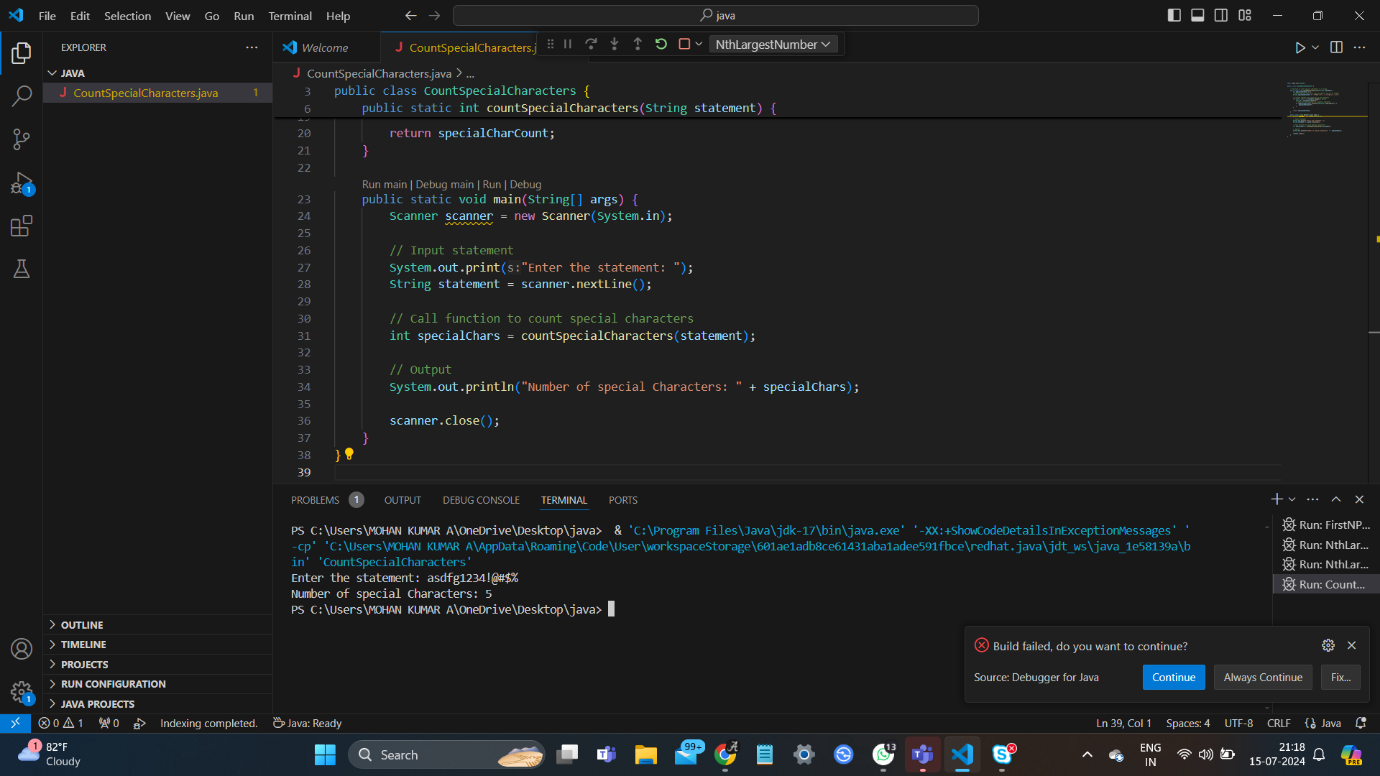 File Edit Selection View Go Run Terminal Help
java
EXPLORER
JAVA
J CountSpecialCharacters.java 1
OUTLINE
TIMELINE
PROJECTS
RUN CONFIGURATION
JAVA PROJECTS
Welcome
J CountSpecialCharacters.j
NthLargestNumber
J CountSpecialCharacters.java > ...
3 public class CountSpecialCharacters {
6 public static int countSpecialCharacters(String statement) {
20 return specialCharCount;
21 }
22
Run main | Debug main | Run | Debug
23 public static void main(String[] args) {
24 Scanner scanner = new Scanner(System.in);
25
26 // Input statement
27 System.out.print(s:"Enter the statement: ");
28 String statement = scanner.nextLine();
29
30 // Call function to count special characters
31 int specialChars = countSpecialCharacters(statement);
32
33 // Output
34 System.out.println("Number of special Characters: " + specialChars);
35
36 scanner.close();
37 }
38 }
39
PROBLEMS 1 OUTPUT DEBUG CONSOLE TERMINAL PORTS
PS C:\Users\MOHAN KUMAR A\OneDrive\Desktop\java> & 'C:\Program Files\Java\jdk-17\bin\java.exe' '-XX:+ShowCodeDetailsInExceptionMessages' '
-cp' 'C:\Users\MOHAN KUMAR A\AppData\Roaming\Code\User\workspaceStorage\601ae1adb8ce61431aba1adee591fbce\redhat.java\jdt_ws\java_1e58139a\b
in' 'CountSpecialCharacters'
Enter the statement: asdfg1234!@#$%
Number of special Characters: 5
PS C:\Users\MOHAN KUMAR A\OneDrive\Desktop\java>
Run: FirstNP...
Run: NthLar...
Run: NthLar...
Run: Count...
Build failed, do you want to continue?
Source: Debugger for Java
Continue
Always Continue
Fix...
0 1 0 Indexing completed. Java: Ready
Ln 39, Col 1 Spaces: 4 UTF-8 CRLF {} Java
1
82°F
Cloudy
Search
99+
13
ENG
IN
21:18
15-07-2024
PRE